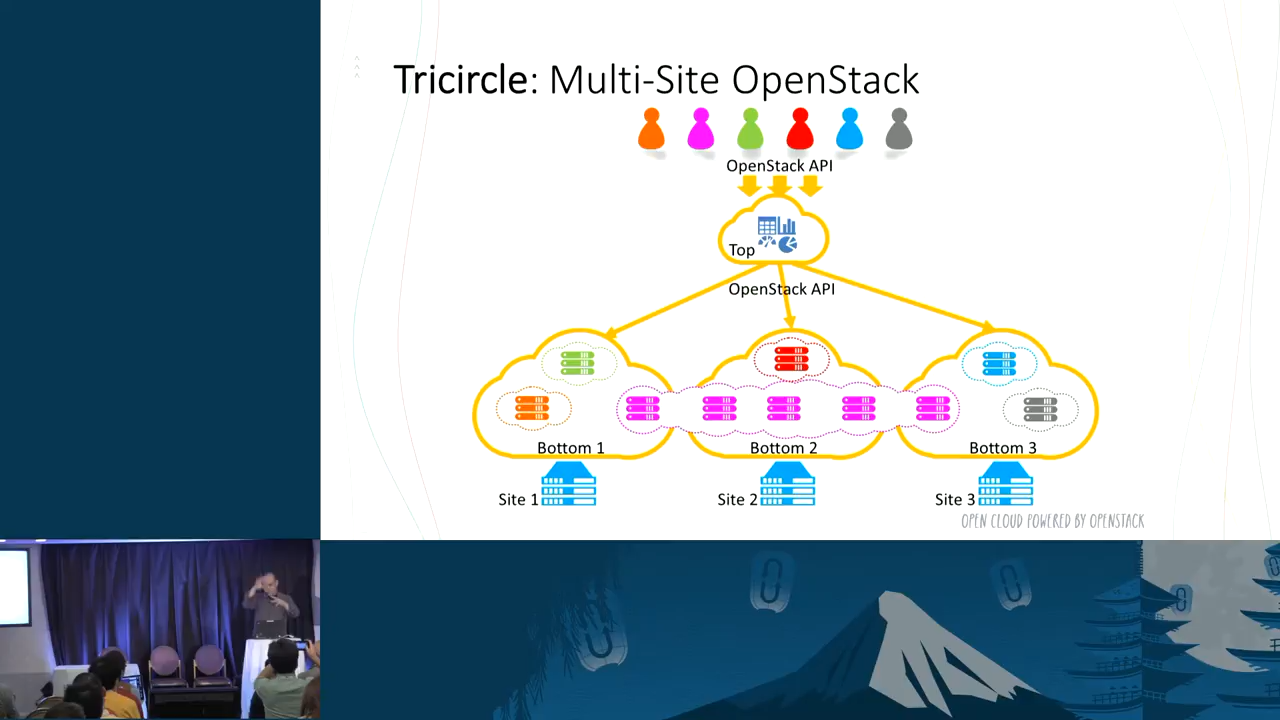 Tricircle: Multi-Site OpenStack
OpenStack API
Top
OpenStack API
Bottom 1
Bottom 2
Bottom 3
Site 1
Site 2
Site 3
OPEN CLOUD POWERED BY OPENSTACK